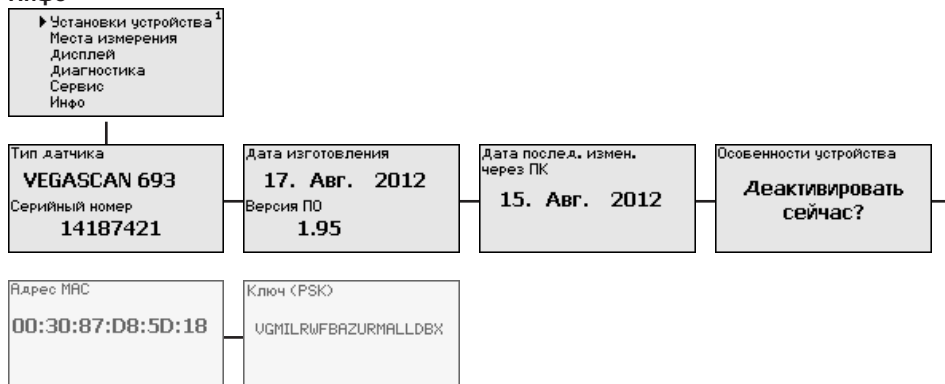 Инфо
▶Установки устройства 1
Места измерения
Дисплей
Диагностика
Сервис
Инфо
Тип датчика
VEGASCAN 693
Серийный номер
14187421
Дата изготовления
17. Авг. 2012
Версия ПО
1.95
Дата послед. измен.
через ПК
15. Авг. 2012
Особенности устройства
Деактивировать
сейчас?
Адрес MAC
00:30:87:D8:5D:18
Ключ (PSK)
VGMILRWFBAZURMALLDBX